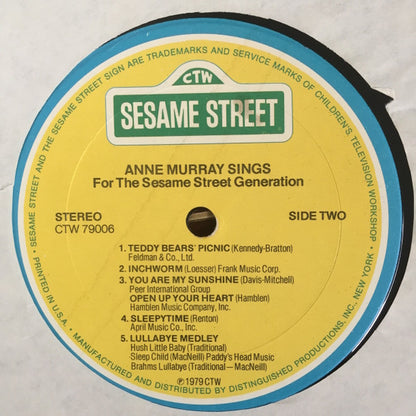 SESAME STREET AND THE SESAME STREET SIGN ARE TRADEMARKS AND SERVICE MARKS OF CHILDREN'S TELEVISION WORKSHOP.
CTW
SESAME STREET
ANNE MURRAY SINGS
For The Sesame Street Generation
STEREO
CTW 79006
SIDE TWO
1. TEDDY BEARS' PICNIC (Kennedy-Bratton)
Feldman & Co., Ltd.
2. INCHWORM (Loesser) Frank Music Corp.
3. YOU ARE MY SUNSHINE (Davis-Mitchell)
Peer International Group
OPEN UP YOUR HEART (Hamblen)
Hamblen Music Company, Inc.
4. SLEEPYTIME (Renton)
April Music Co., Inc.
5. LULLABYE MEDLEY
Hush Little Baby (Traditional)
Sleep Child (MacNeill) Paddy's Head Music
Brahms Lullabye (Traditional — MacNeill)
℗ 1979 CTW
• PRINTED IN U.S.A. • MANUFACTURED AND DISTRIBUTED BY DISTINGUISHED PRODUCTIONS, INC. NEW YORK. •